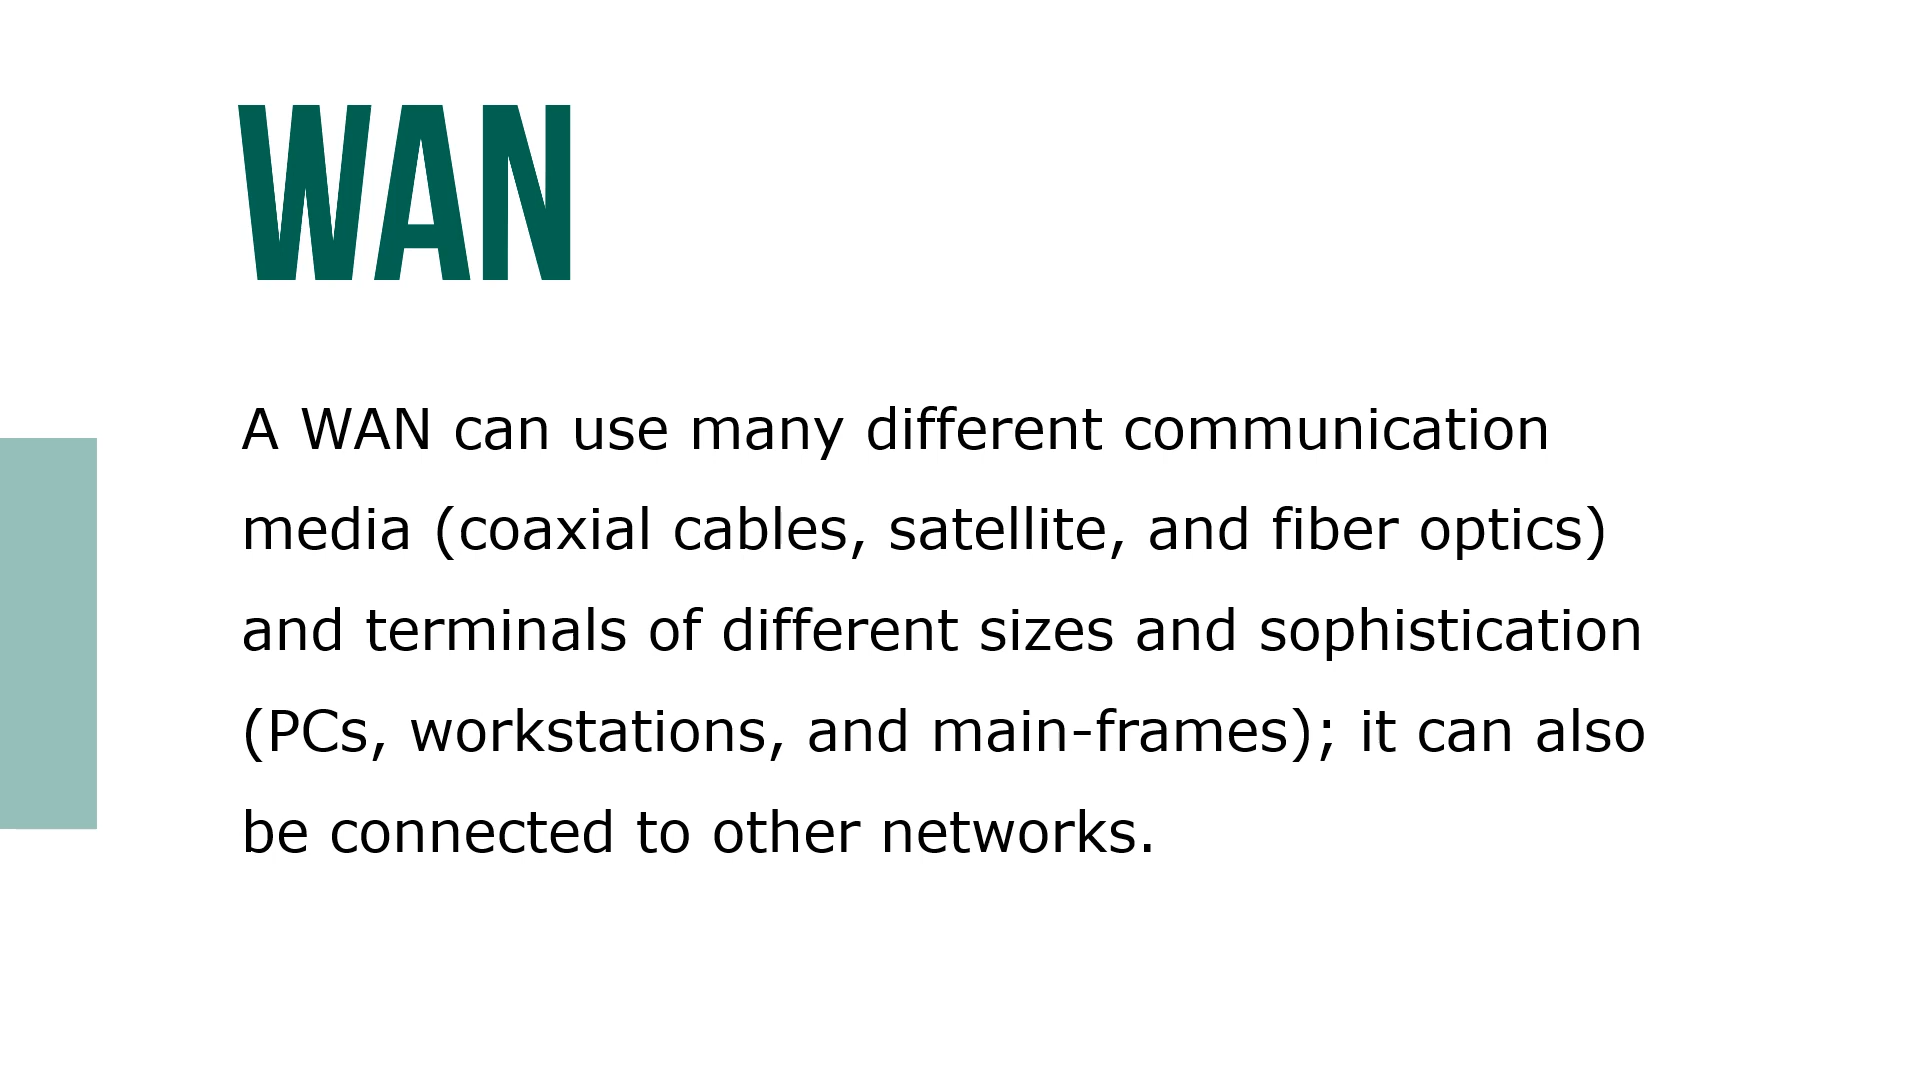 WAN
A WAN can use many different communication
media (coaxial cables, satellite, and fiber optics)
and terminals of different sizes and sophistication
(PCs, workstations, and main-frames); it can also
be connected to other networks.